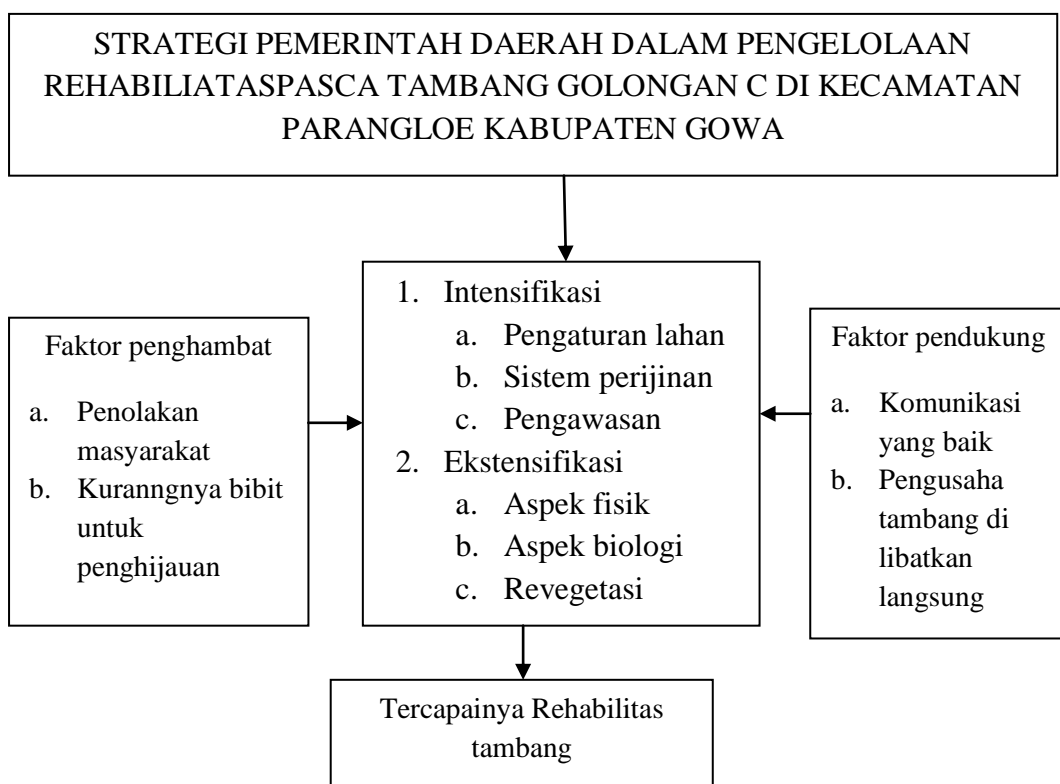 STRATEGI PEMERINTAH DAERAH DALAM PENGELOLAAN
REHABILIATASPASCA TAMBANG GOLONGAN C DI KECAMATAN
PARANGLOE KABUPATEN GOWA
Faktor penghambat
a. Penolakan
masyarakat
b. Kuranngnya bibit
untuk
penghijauan
1. Intensifikasi
a. Pengaturan lahan
b. Sistem perijinan
c. Pengawasan
2. Ekstensifikasi
a. Aspek fisik
b. Aspek biologi
c. Revegetasi
Faktor pendukung
a. Komunikasi
yang baik
b. Pengusaha
tambang di
libatkan
langsung
Tercapainya Rehabilitas
tambang